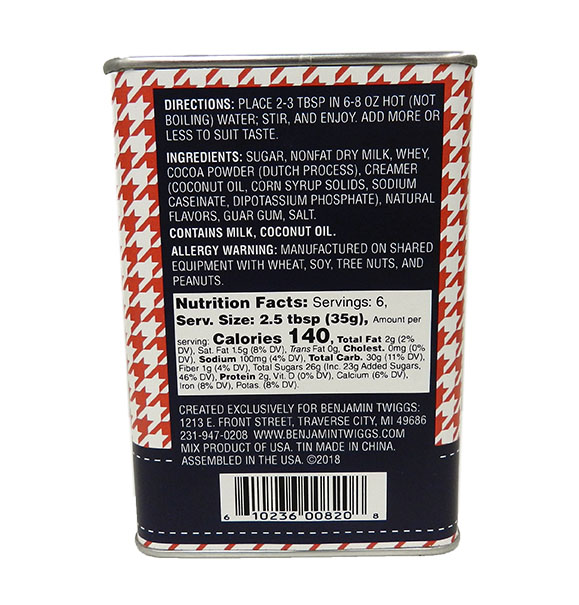 DIRECTIONS: PLACE 2-3 TBSP IN 6-8 OZ HOT (NOT
BOILING) WATER; STIR, AND ENJOY. ADD MORE OR
LESS TO SUIT TASTE.
INGREDIENTS: SUGAR, NONFAT DRY MILK, WHEY,
COCOA POWDER (DUTCH PROCESS), CREAMER
(COCONUT OIL, CORN SYRUP SOLIDS, SODIUM
CASEINATE, DIPOTASSIUM PHOSPHATE), NATURAL
FLAVORS, GUAR GUM, SALT.
CONTAINS MILK, COCONUT OIL.
ALLERGY WARNING: MANUFACTURED ON SHARED
EQUIPMENT WITH WHEAT, SOY, TREE NUTS, AND
PEANUTS.
Nutrition Facts: Servings: 6,
Serv. Size: 2.5 tbsp (35g), Amount per
serving: Calories 140, Total Fat 2g (2%
DV), Sat. Fat 1.5g (8% DV), Trans Fat 0g, Cholest. 0mg (0%
DV), Sodium 100mg (4% DV), Total Carb. 30g (11% DV),
Fiber 1g (4% DV), Total Sugars 26g (Inc. 23g Added Sugars,
46% DV), Protein 2g, Vit. D (0% DV), Calcium (6% DV),
Iron (8% DV), Potas. (8% DV).
CREATED EXCLUSIVELY FOR BENJAMIN TWIGGS:
1213 E. FRONT STREET, TRAVERSE CITY, MI 49686
231-947-0208 WWW.BENJAMINTWIGGS.COM
MIX PRODUCT OF USA. TIN MADE IN CHINA.
ASSEMBLED IN THE USA. ©2018
6 10236 00820 8